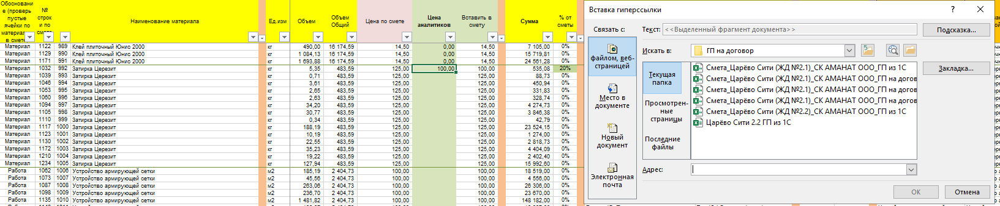 Обосновани
е (проверь
пустые
ячейки по
материалу
в смете)
№
строк
и по
смете
Наименование материала
Ед.изм
Объем
Объем
Общий
Цена по смете
Цена
аналитиков
Вставить в
смету
Сумма
% от
сметы
Материал 1122 989 Клей плиточный Юнис 2000 кг 490,00 16 174,59 14,50 0,00 14,50 7 105,00 0%
Материал 1129 990 Клей плиточный Юнис 2000 кг 1 084,13 16 174,59 14,50 0,00 14,50 15 719,81 0%
Материал 1171 991 Клей плиточный Юнис 2000 кг 1 693,88 16 174,59 14,50 0,00 14,50 24 561,28 0%
Материал 1032 992 Затирка Церезит кг 5,35 483,59 125,00 100,00 100,00 535,08 20%
Материал 1039 993 Затирка Церезит кг 0,71 483,59 125,00 125,00 88,73 0%
Материал 1046 994 Затирка Церезит кг 3,61 483,59 125,00 125,00 450,94 0%
Материал 1053 995 Затирка Церезит кг 2,65 483,59 125,00 125,00 331,83 0%
Материал 1060 996 Затирка Церезит кг 2,63 483,59 125,00 125,00 328,74 0%
Материал 1094 997 Затирка Церезит кг 34,20 483,59 125,00 125,00 4 274,73 0%
Материал 1105 998 Затирка Церезит кг 30,77 483,59 125,00 125,00 3 846,38 0%
Материал 1110 999 Затирка Церезит кг 0,34 483,59 125,00 125,00 42,79 0%
Материал 1117 1000 Затирка Церезит кг 188,19 483,59 125,00 125,00 23 524,15 0%
Материал 1123 1001 Затирка Церезит кг 10,19 483,59 125,00 125,00 1 274,00 0%
Материал 1130 1002 Затирка Церезит кг 22,55 483,59 125,00 125,00 2 818,73 0%
Материал 1172 1003 Затирка Церезит кг 35,23 483,59 125,00 125,00 4 404,09 0%
Материал 1210 1004 Затирка Церезит кг 19,22 483,59 125,00 125,00 2 402,40 0%
Материал 1234 1005 Затирка Церезит кг 127,94 483,59 125,00 125,00 15 992,60 0%
Работа 1062 1006 Устройство армирующей сетки м2 185,19 2 404,73 100,00 100,00 18 519,00 0%
Работа 1073 1007 Устройство армирующей сетки м2 45,56 2 404,73 100,00 100,00 4 556,00 0%
Работа 1087 1008 Устройство армирующей сетки м2 263,06 2 404,73 100,00 100,00 26 306,00 0%
Работа 1098 1009 Устройство армирующей сетки м2 236,70 2 404,73 100,00 100,00 23 670,00 0%
Работа 1135 1010 Устройство армирующей сетки м2 1 481,82 2 404,73 100,00 100,00 148 182,00 0%
Вставка гиперссылки
Связать с:
Текст: <<Выделенный фрагмент документа>>
Подсказка...
файлом, веб-
страницей
Место в
документе
Новый
документ
Электронная
почта
Искать в: ГП на договор
Текущая
папка
Просмотрен-
ные
страницы
Последние
файлы
Смета_Царёво Сити (ЖД №2.1)_СК АМАНАТ ООО_ГП из 1С
Смета_Царёво Сити (ЖД №2.1)_СК АМАНАТ ООО_ГП на догов
Смета_Царёво Сити (ЖД №2.1)_СК АМАНАТ ООО_ГП на догов
Смета_Царёво Сити (ЖД №2.1)_СК АМАНАТ ООО_ГП на догов
Смета_Царёво Сити (ЖД №2.2)_СК АМАНАТ ООО_ГП из 1С
Царёво Сити 2.2 ГП из 1С
Закладка...
Адрес:
ОК
Отмена